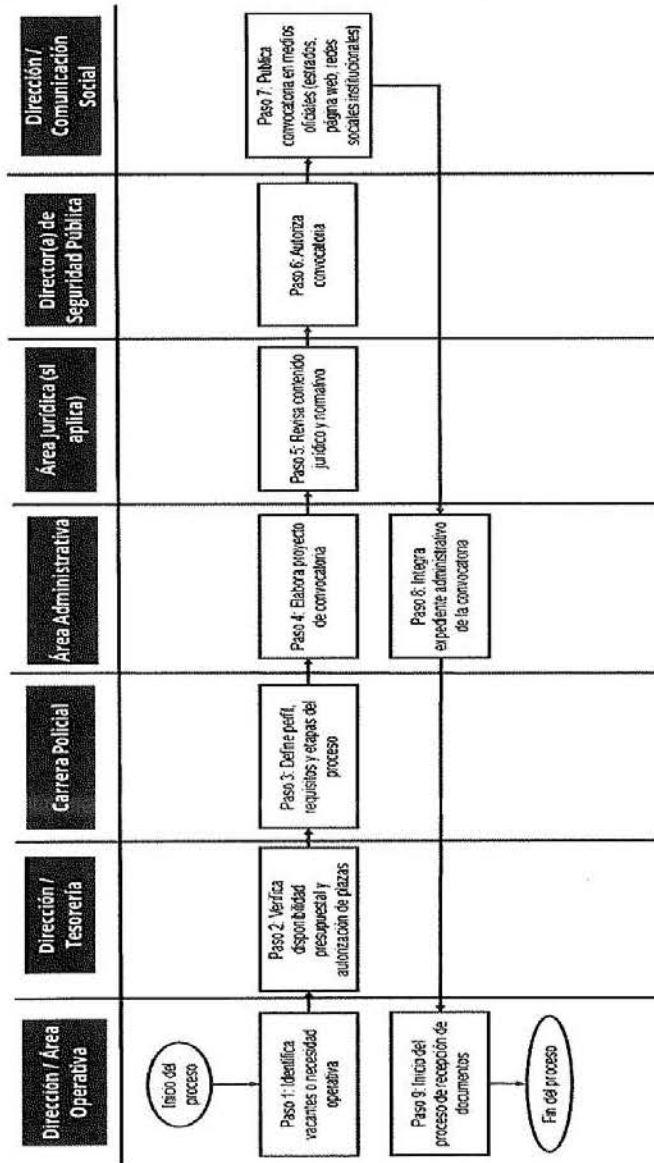 Dirección / Área
Operativa
Dirección /
Tesorería
Carrera Policial
Área Administrativa
Área Jurídica (si
aplica)
Director(a) de
Seguridad Pública
Dirección /
Comunicación
Social
Inicio del
proceso
Paso 1: Identifica
vacantes o necesidad
operativa
Paso 2: Verifica
disponibilidad
presupuestal y
autorización de plazas
Paso 3: Define perfil,
requisitos y etapas del
proceso
Paso 4: Elabora proyecto
de convocatoria
Paso 5: Revisa contenido
jurídico y normativo
Paso 6: Autoriza
convocatoria
Paso 7: Publica
convocatoria en medios
oficiales (estrados,
página web, redes
sociales institucionales)
Paso 8: Integra
expediente administrativo
de la convocatoria
Paso 9: Inicio del
proceso de recepción de
documentos
Fin del proceso